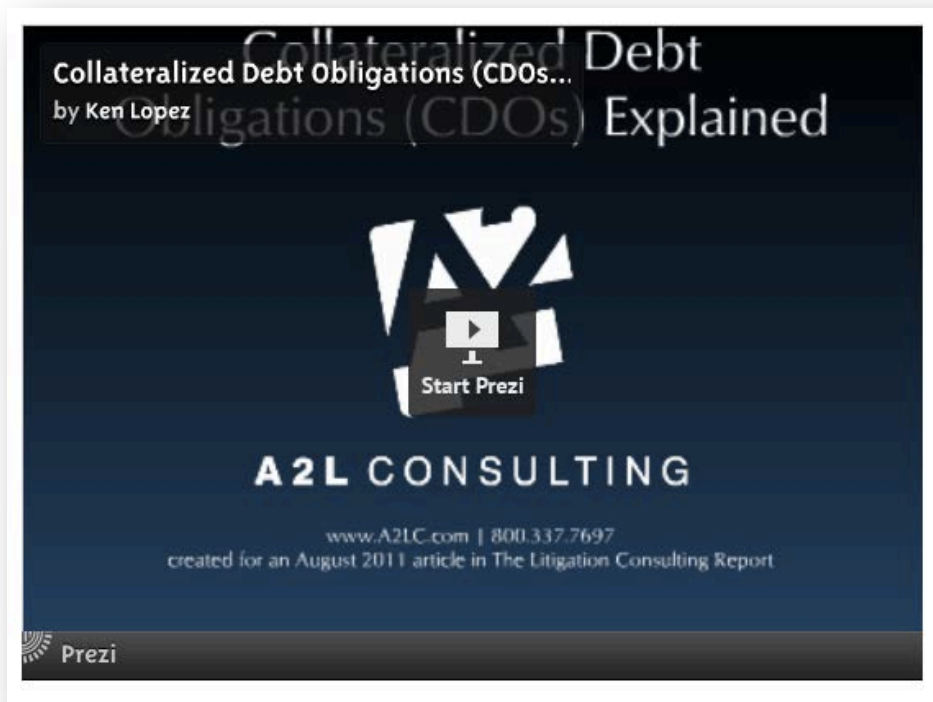 Collateralized Debt
Obligations (CDOs) Explained
Collateralized Debt Obligations (CDOs...
by Ken Lopez
Start Prezi
A2L CONSULTING
www.A2LC.com | 800.337.7697
created for an August 2011 article in The Litigation Consulting Report
Prezi